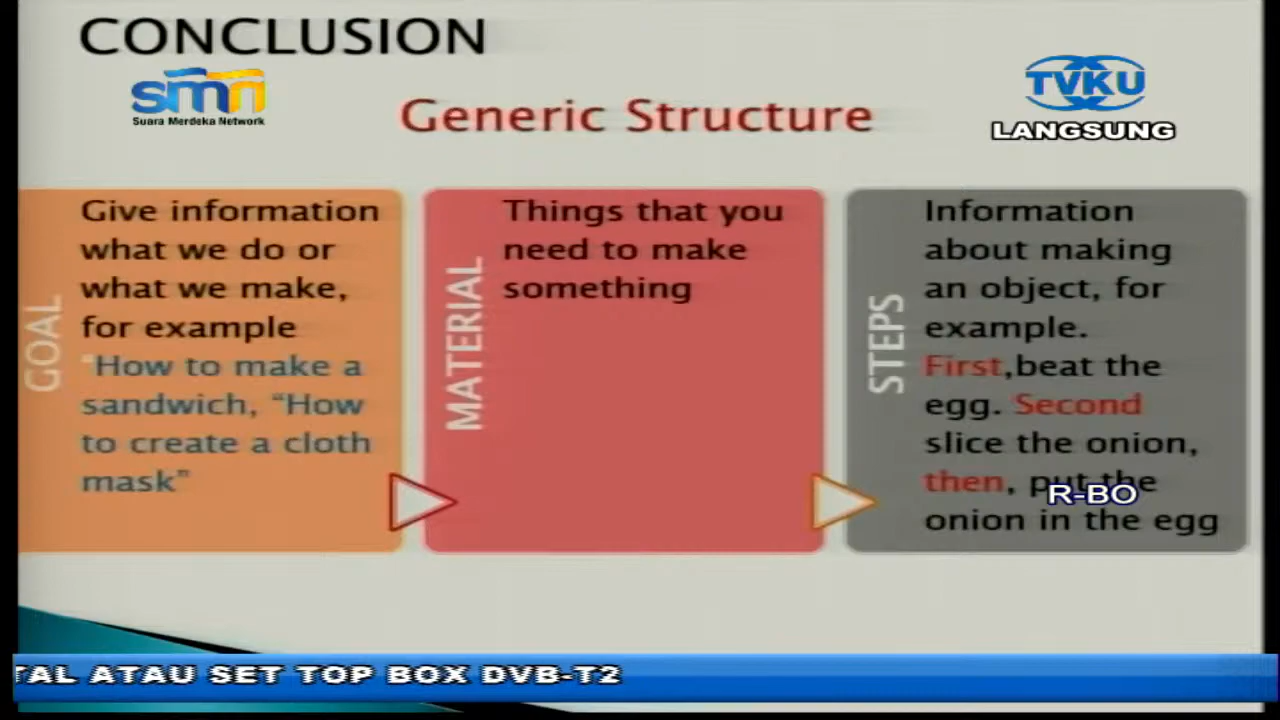 CONCLUSION
smn
Suara Merdeka Network
TVKU
LANGSUNG
Generic Structure
GOAL
Give information
what we do or
what we make,
for example
"How to make a
sandwich, "How
to create a cloth
mask"
MATERIAL
Things that you
need to make
something
STEPS
Information
about making
an object, for
example.
First,beat the
egg. Second
slice the onion,
then, put the
onion in the egg
R-BO
TAL ATAU SET TOP BOX DVB-T2